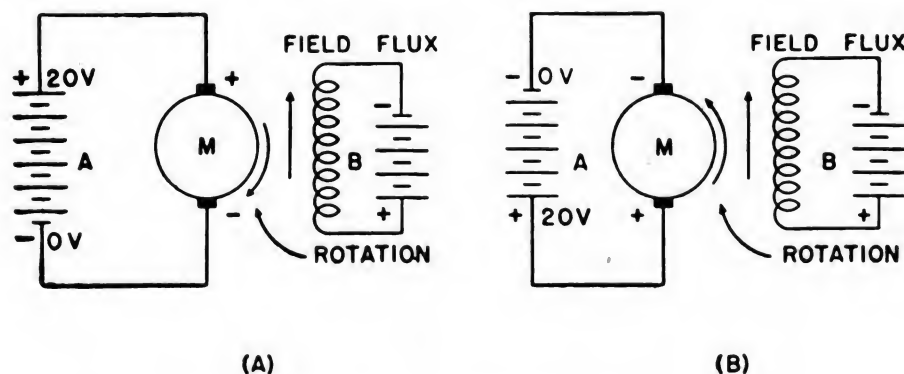 FIELD FLUX
+ 20V
+
-
A
M
B
- 0V
-
+
ROTATION
(A)
FIELD FLUX
- 0V
-
-
A
M
B
+ 20V
+
+
ROTATION
(B)